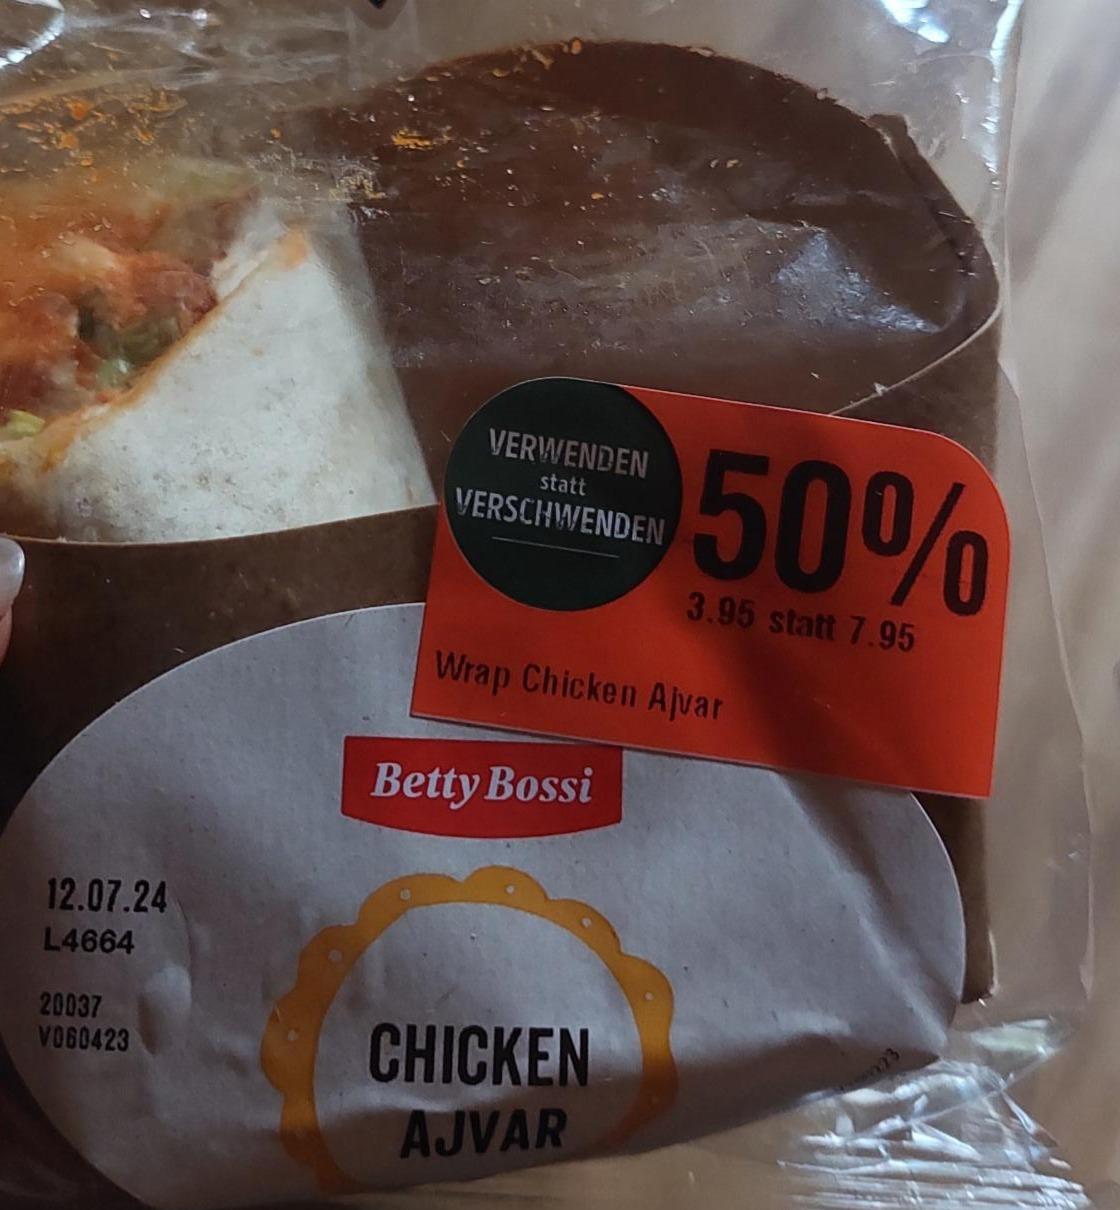 VERWENDEN
statt
VERSCHWENDEN
50%
3.95 statt 7.95
Wrap Chicken Ajvar
Betty Bossi
12.07.24
L4664
20037
V060423
CHICKEN
AJVAR